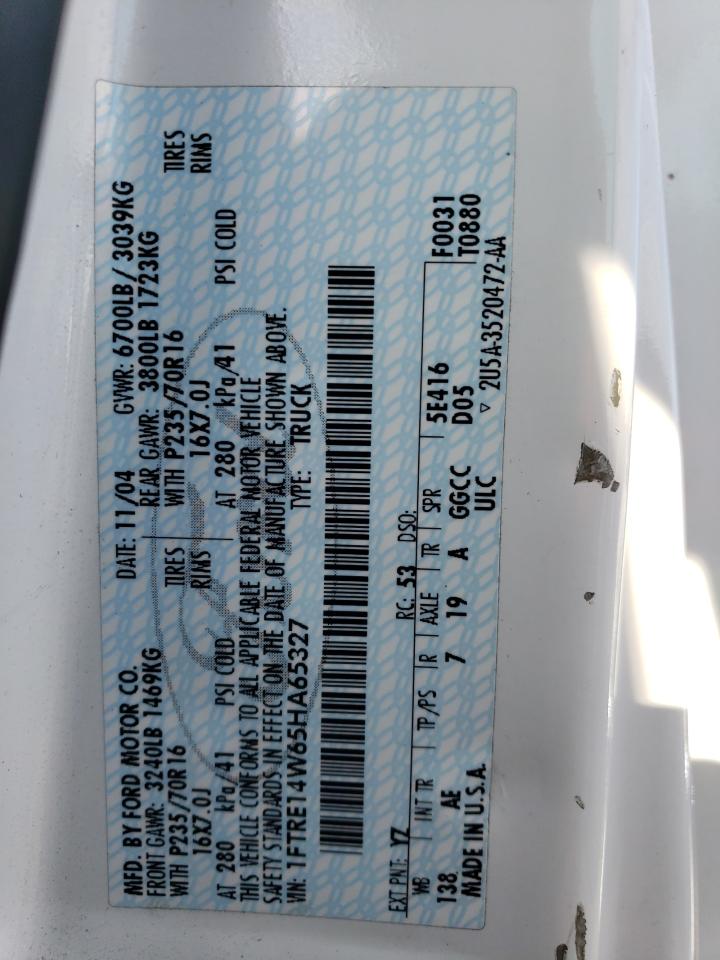 MFD. BY FORD MOTOR CO. DATE: 11/04 GVWR: 6700LB / 3039KG
FRONT GAWR: 3240LB 1469KG REAR GAWR: 3800LB 1723KG
WITH P235/70R16 TIRES WITH P235/70R16 TIRES
16X7.0J RIMS 16X7.0J RIMS
AT 280 kPa/41 PSI COLD AT 280 kPa/41 PSI COLD
THIS VEHICLE CONFORMS TO ALL APPLICABLE FEDERAL MOTOR VEHICLE
SAFETY STANDARDS IN EFFECT ON THE DATE OF MANUFACTURE SHOWN ABOVE.
VIN: 1FTRE14W65HA65327 TYPE: TRUCK
EXT PNT: YZ RC: 53 DSO: F0031
WB INT TR TP/PS R AXLE TR SPR 5E416 T0880
138 AE 7 19 A GGCC D05
MADE IN U.S.A. ULC ▽ 2U5A-3520472-AA